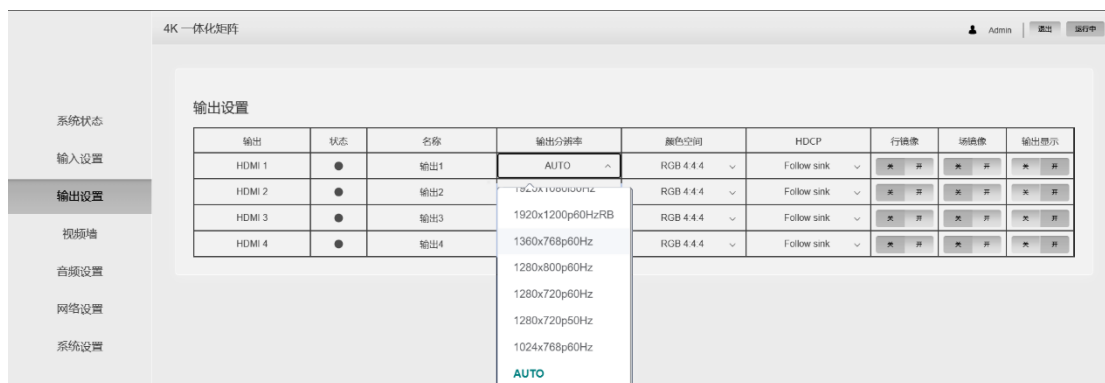 4K 一体化矩阵
Admin 退出 运行中
系统状态
输入设置
输出设置
视频墙
音频设置
网络设置
系统设置
输出设置
输出 状态 名称 输出分辨率 颜色空间 HDCP 行镜像 场镜像 输出显示
HDMI 1 输出1 AUTO RGB 4:4:4 Follow sink 关 开 关 开 关 开
HDMI 2 输出2 RGB 4:4:4 Follow sink 关 开 关 开 关 开
HDMI 3 输出3 RGB 4:4:4 Follow sink 关 开 关 开 关 开
HDMI 4 输出4 RGB 4:4:4 Follow sink 关 开 关 开 关 开
1920x1200p60HzRB
1360x768p60Hz
1280x800p60Hz
1280x720p60Hz
1280x720p50Hz
1024x768p60Hz
AUTO